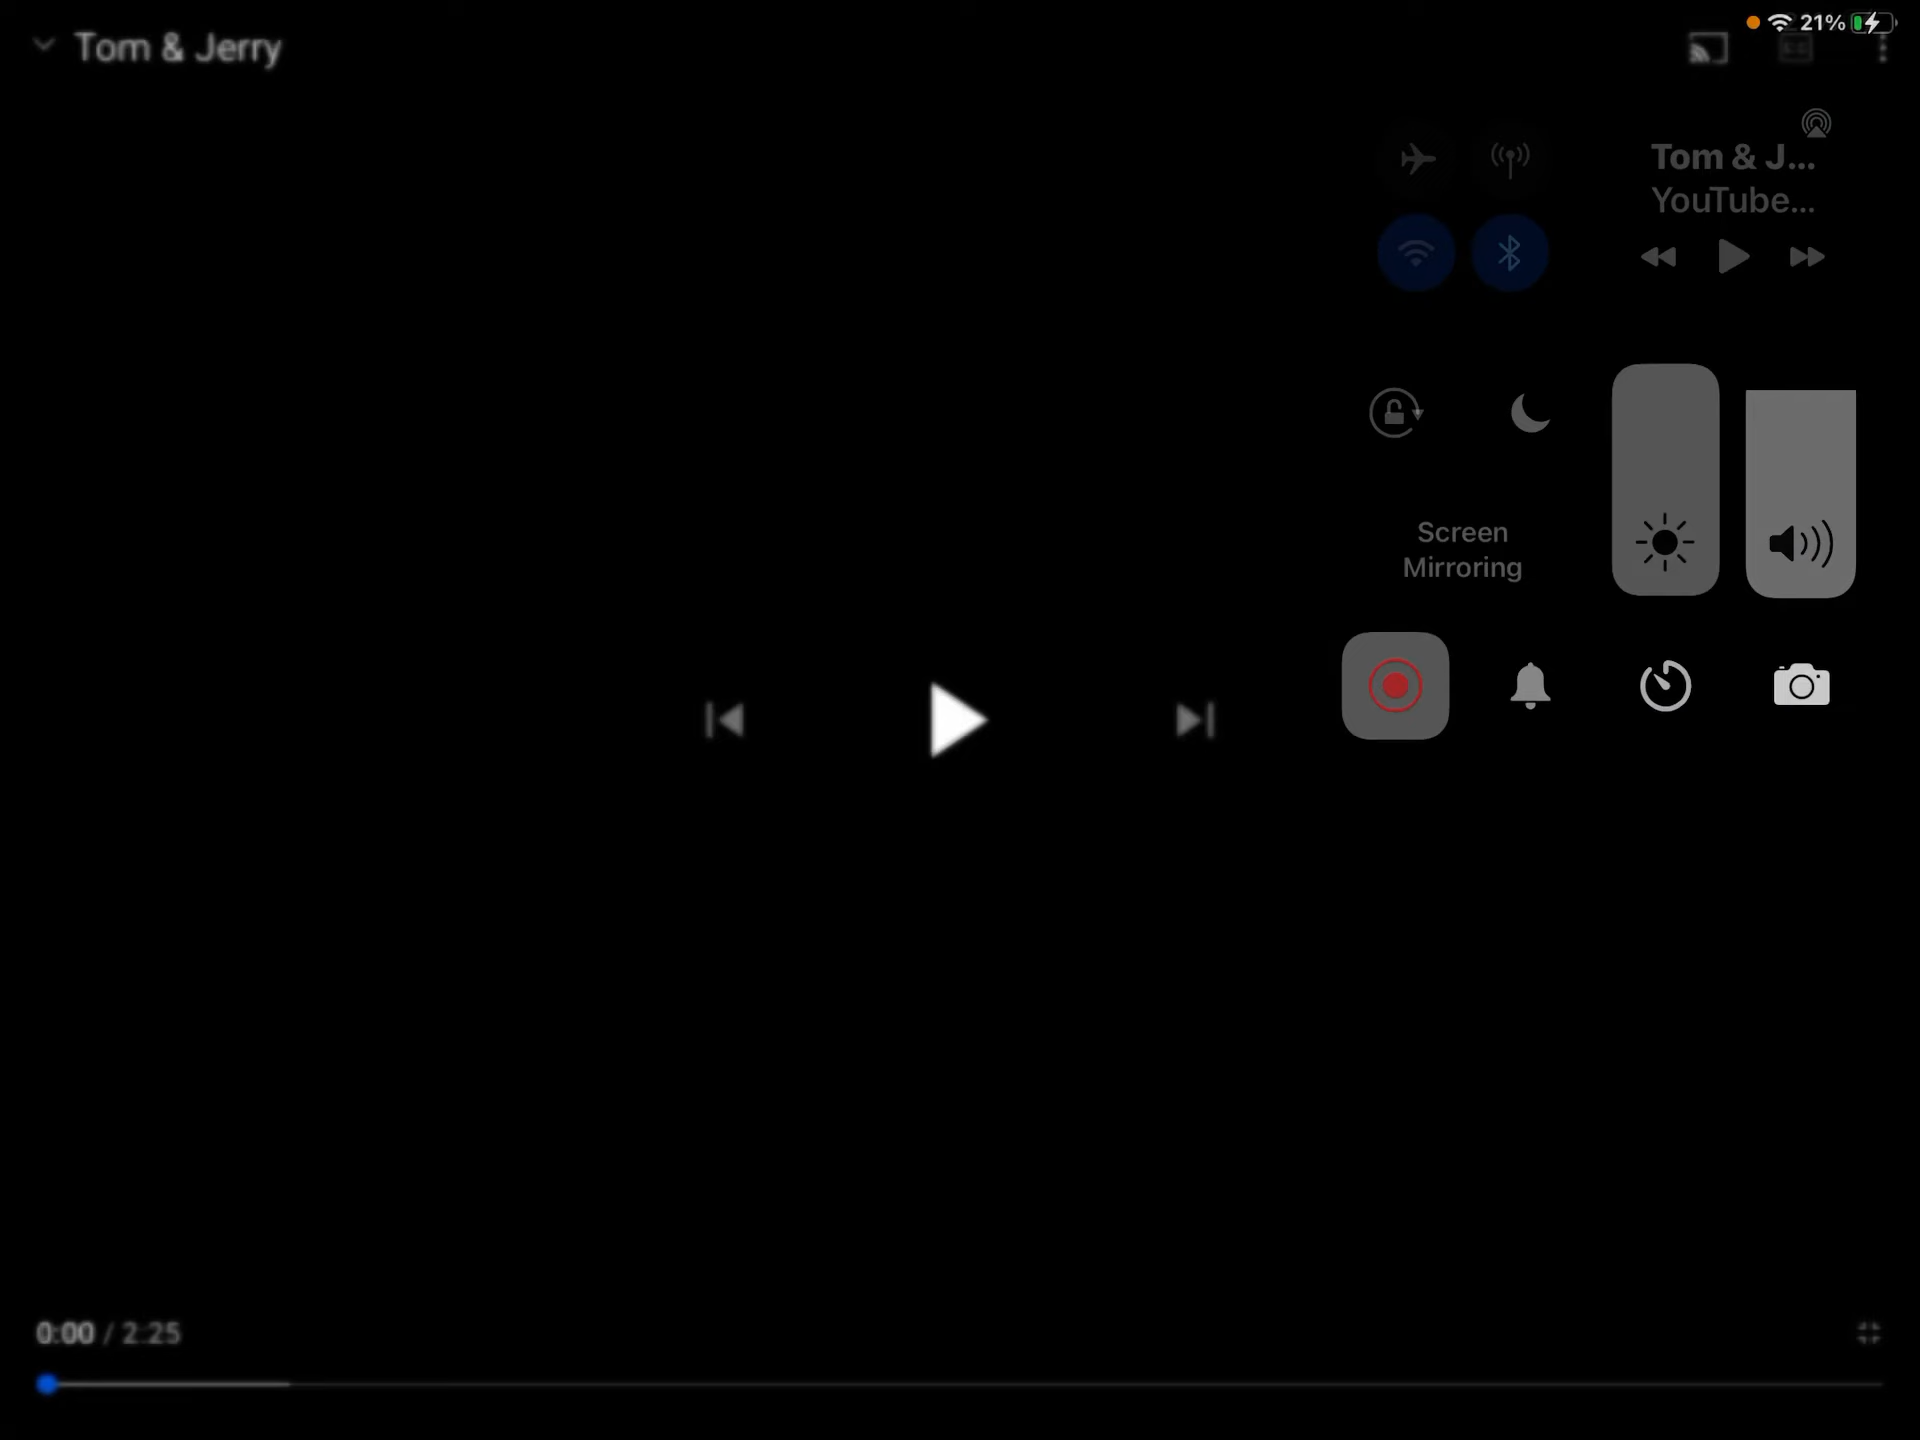 Tom & Jerry
21%
Tom & J...
YouTube...
Screen
Mirroring
0:00 / 2:25